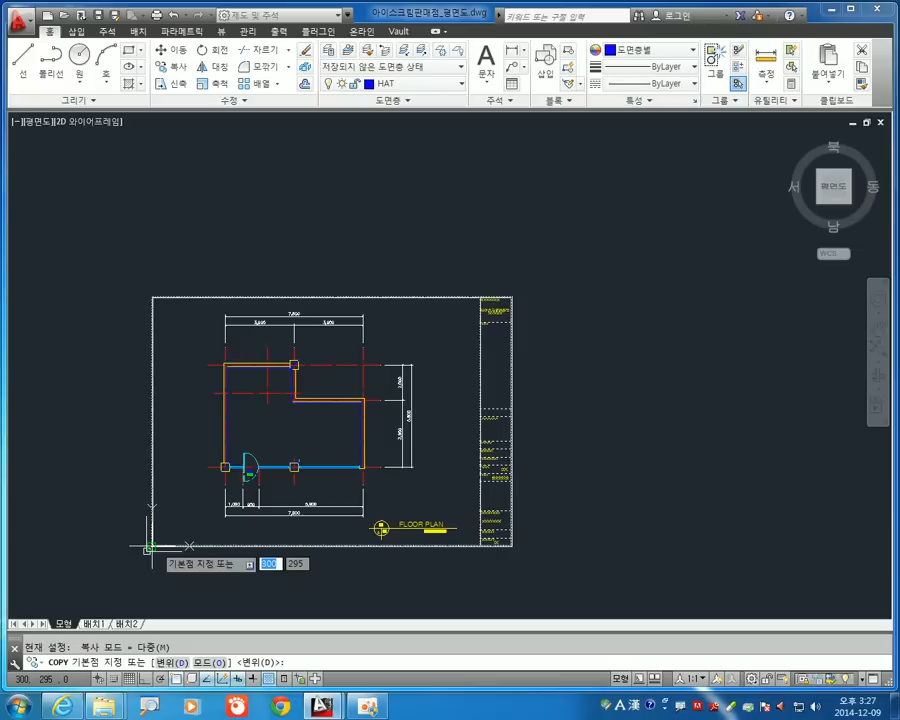 제도 및 주석
아이스크림판매점_평면도.dwg
키워드 또는 구절 입력
로그인
홈 삽입 주석 배치 파라메트릭 뷰 관리 출력 플러그인 온라인 Vault
이동 회전 자르기
도면층별
선 폴리선 원 호
복사 대칭 모깎기
저장되지 않은 도면층 상태
문자 삽입
ByLayer
그룹 측정 붙여넣기
신축 축척 배열
HAT
ByLayer
그리기 수정 도면층 주석 블록 특성 그룹 유틸리티 클립보드
[−][평면도][2D 와이어프레임]
북
서 평면도 동
남
WCS
FLOOR PLAN
기본점 지정 또는 300 295
모형 배치1 배치2
현재 설정: 복사 모드 = 다중(M)
COPY 기본점 지정 또는 [변위(D) 모드(O)] <변위(D)>:
300, 295 , 0
모형
1:1
A 漢
오후 3:27
2014-12-09